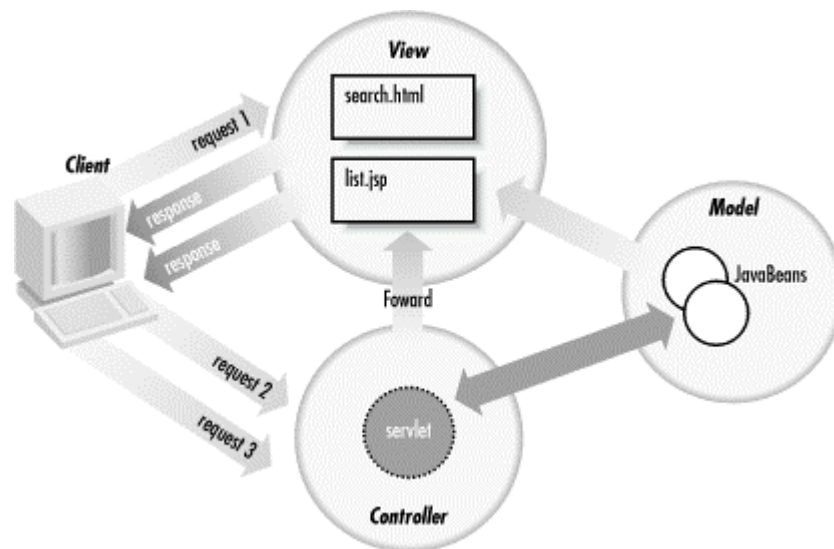 View
search.html
request 1
Client
response
list.jsp
response
Model
JavaBeans
Foward
request 2
request 3
servlet
Controller